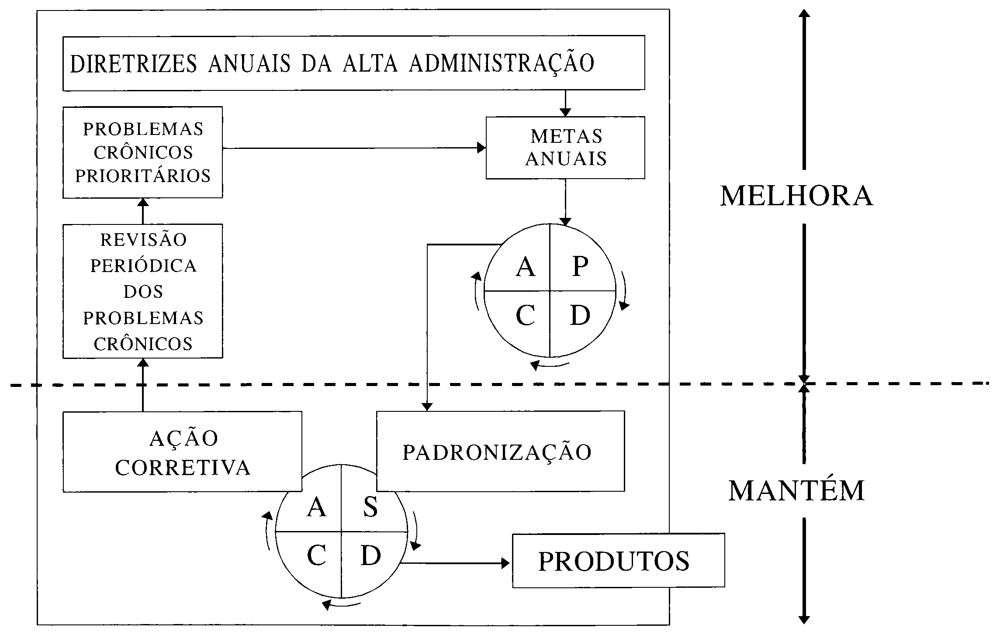 DIRETRIZES ANUAIS DA ALTA ADMINISTRAÇÃO
PROBLEMAS
CRÔNICOS
PRIORITÁRIOS
METAS
ANUAIS
MELHORA
REVISÃO
PERIÓDICA
DOS
PROBLEMAS
CRÔNICOS
A P
C D
AÇÃO
CORRETIVA
PADRONIZAÇÃO
MANTÉM
A S
C D
PRODUTOS